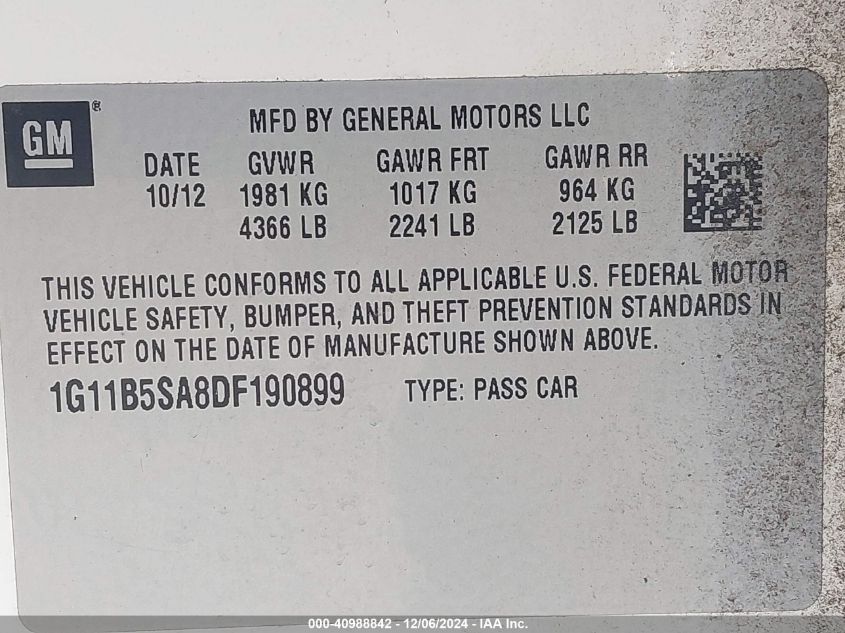 GM ®
MFD BY GENERAL MOTORS LLC
DATE GVWR GAWR FRT GAWR RR
10/12 1981 KG 1017 KG 964 KG
4366 LB 2241 LB 2125 LB
THIS VEHICLE CONFORMS TO ALL APPLICABLE U.S. FEDERAL MOTOR
VEHICLE SAFETY, BUMPER, AND THEFT PREVENTION STANDARDS IN
EFFECT ON THE DATE OF MANUFACTURE SHOWN ABOVE.
1G11B5SA8DF190899 TYPE: PASS CAR
000-40988842 - 12/06/2024 - IAA Inc.